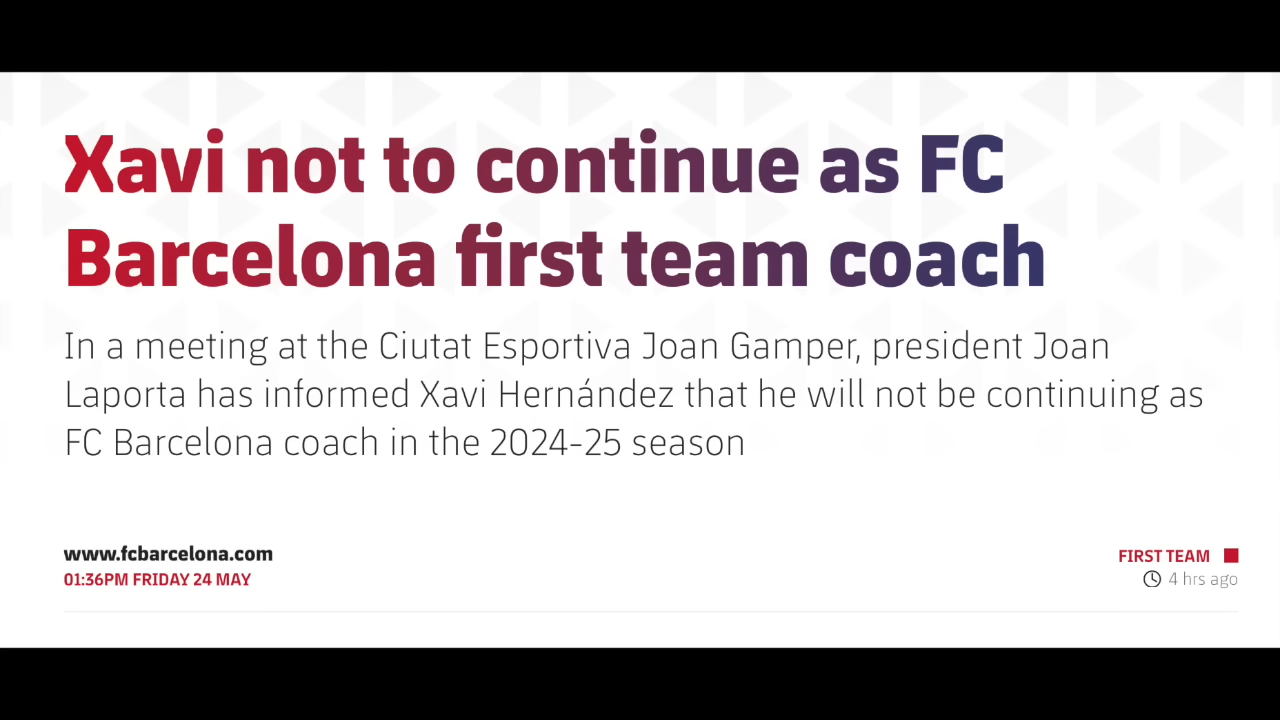 Xavi not to continue as FC
Barcelona first team coach
In a meeting at the Ciutat Esportiva Joan Gamper, president Joan
Laporta has informed Xavi Hernández that he will not be continuing as
FC Barcelona coach in the 2024-25 season
www.fcbarcelona.com
01:36PM FRIDAY 24 MAY
FIRST TEAM
4 hrs ago